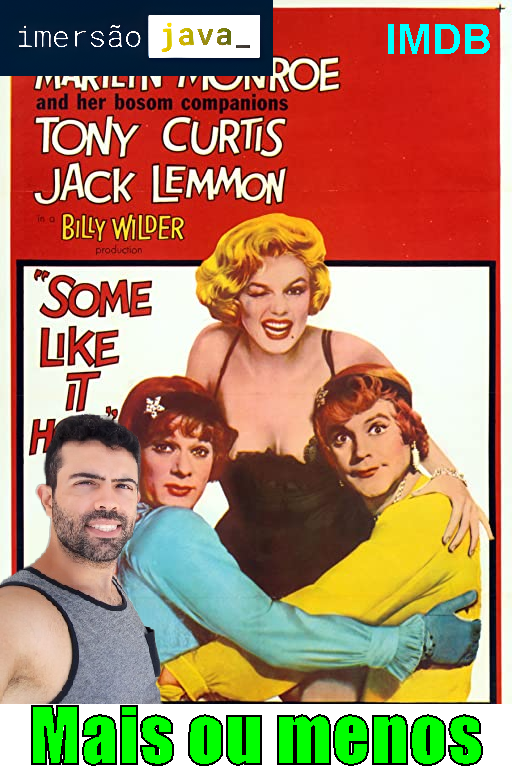 imersão java_
IMDB
MARILYN MONROE
and her bosom companions
TONY CURTIS
JACK LEMMON
in a
BILLY WILDER
production
"SOME
LIKE
IT
Mais ou menos